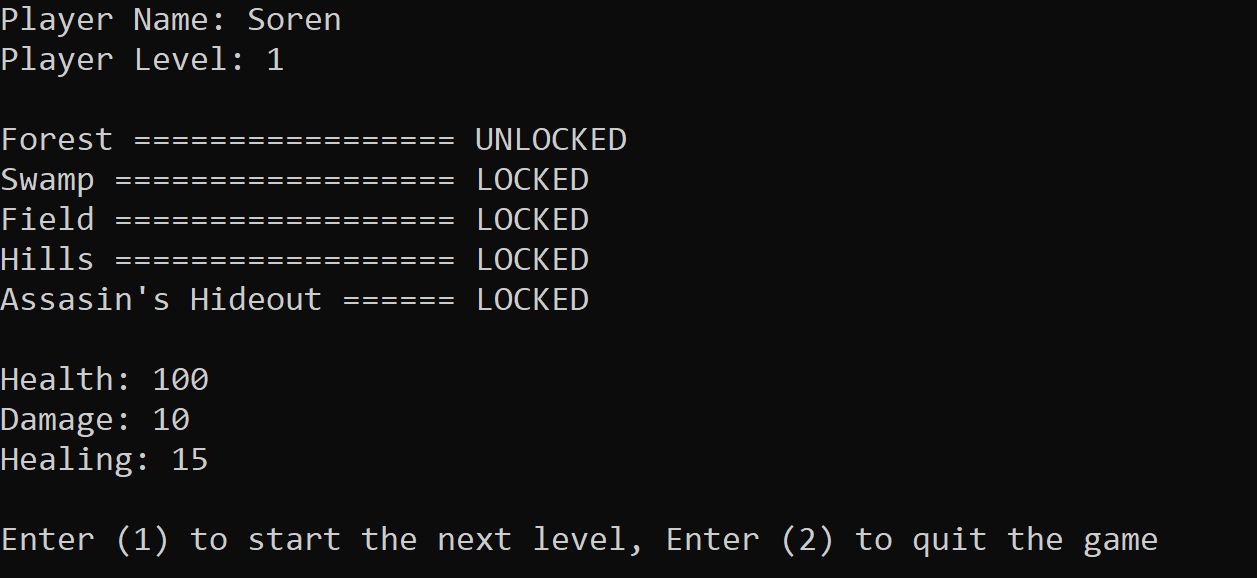 Player Name: Soren
Player Level: 1
Forest ================= UNLOCKED
Swamp ================== LOCKED
Field ================== LOCKED
Hills ================== LOCKED
Assasin's Hideout ====== LOCKED
Health: 100
Damage: 10
Healing: 15
Enter (1) to start the next level, Enter (2) to quit the game